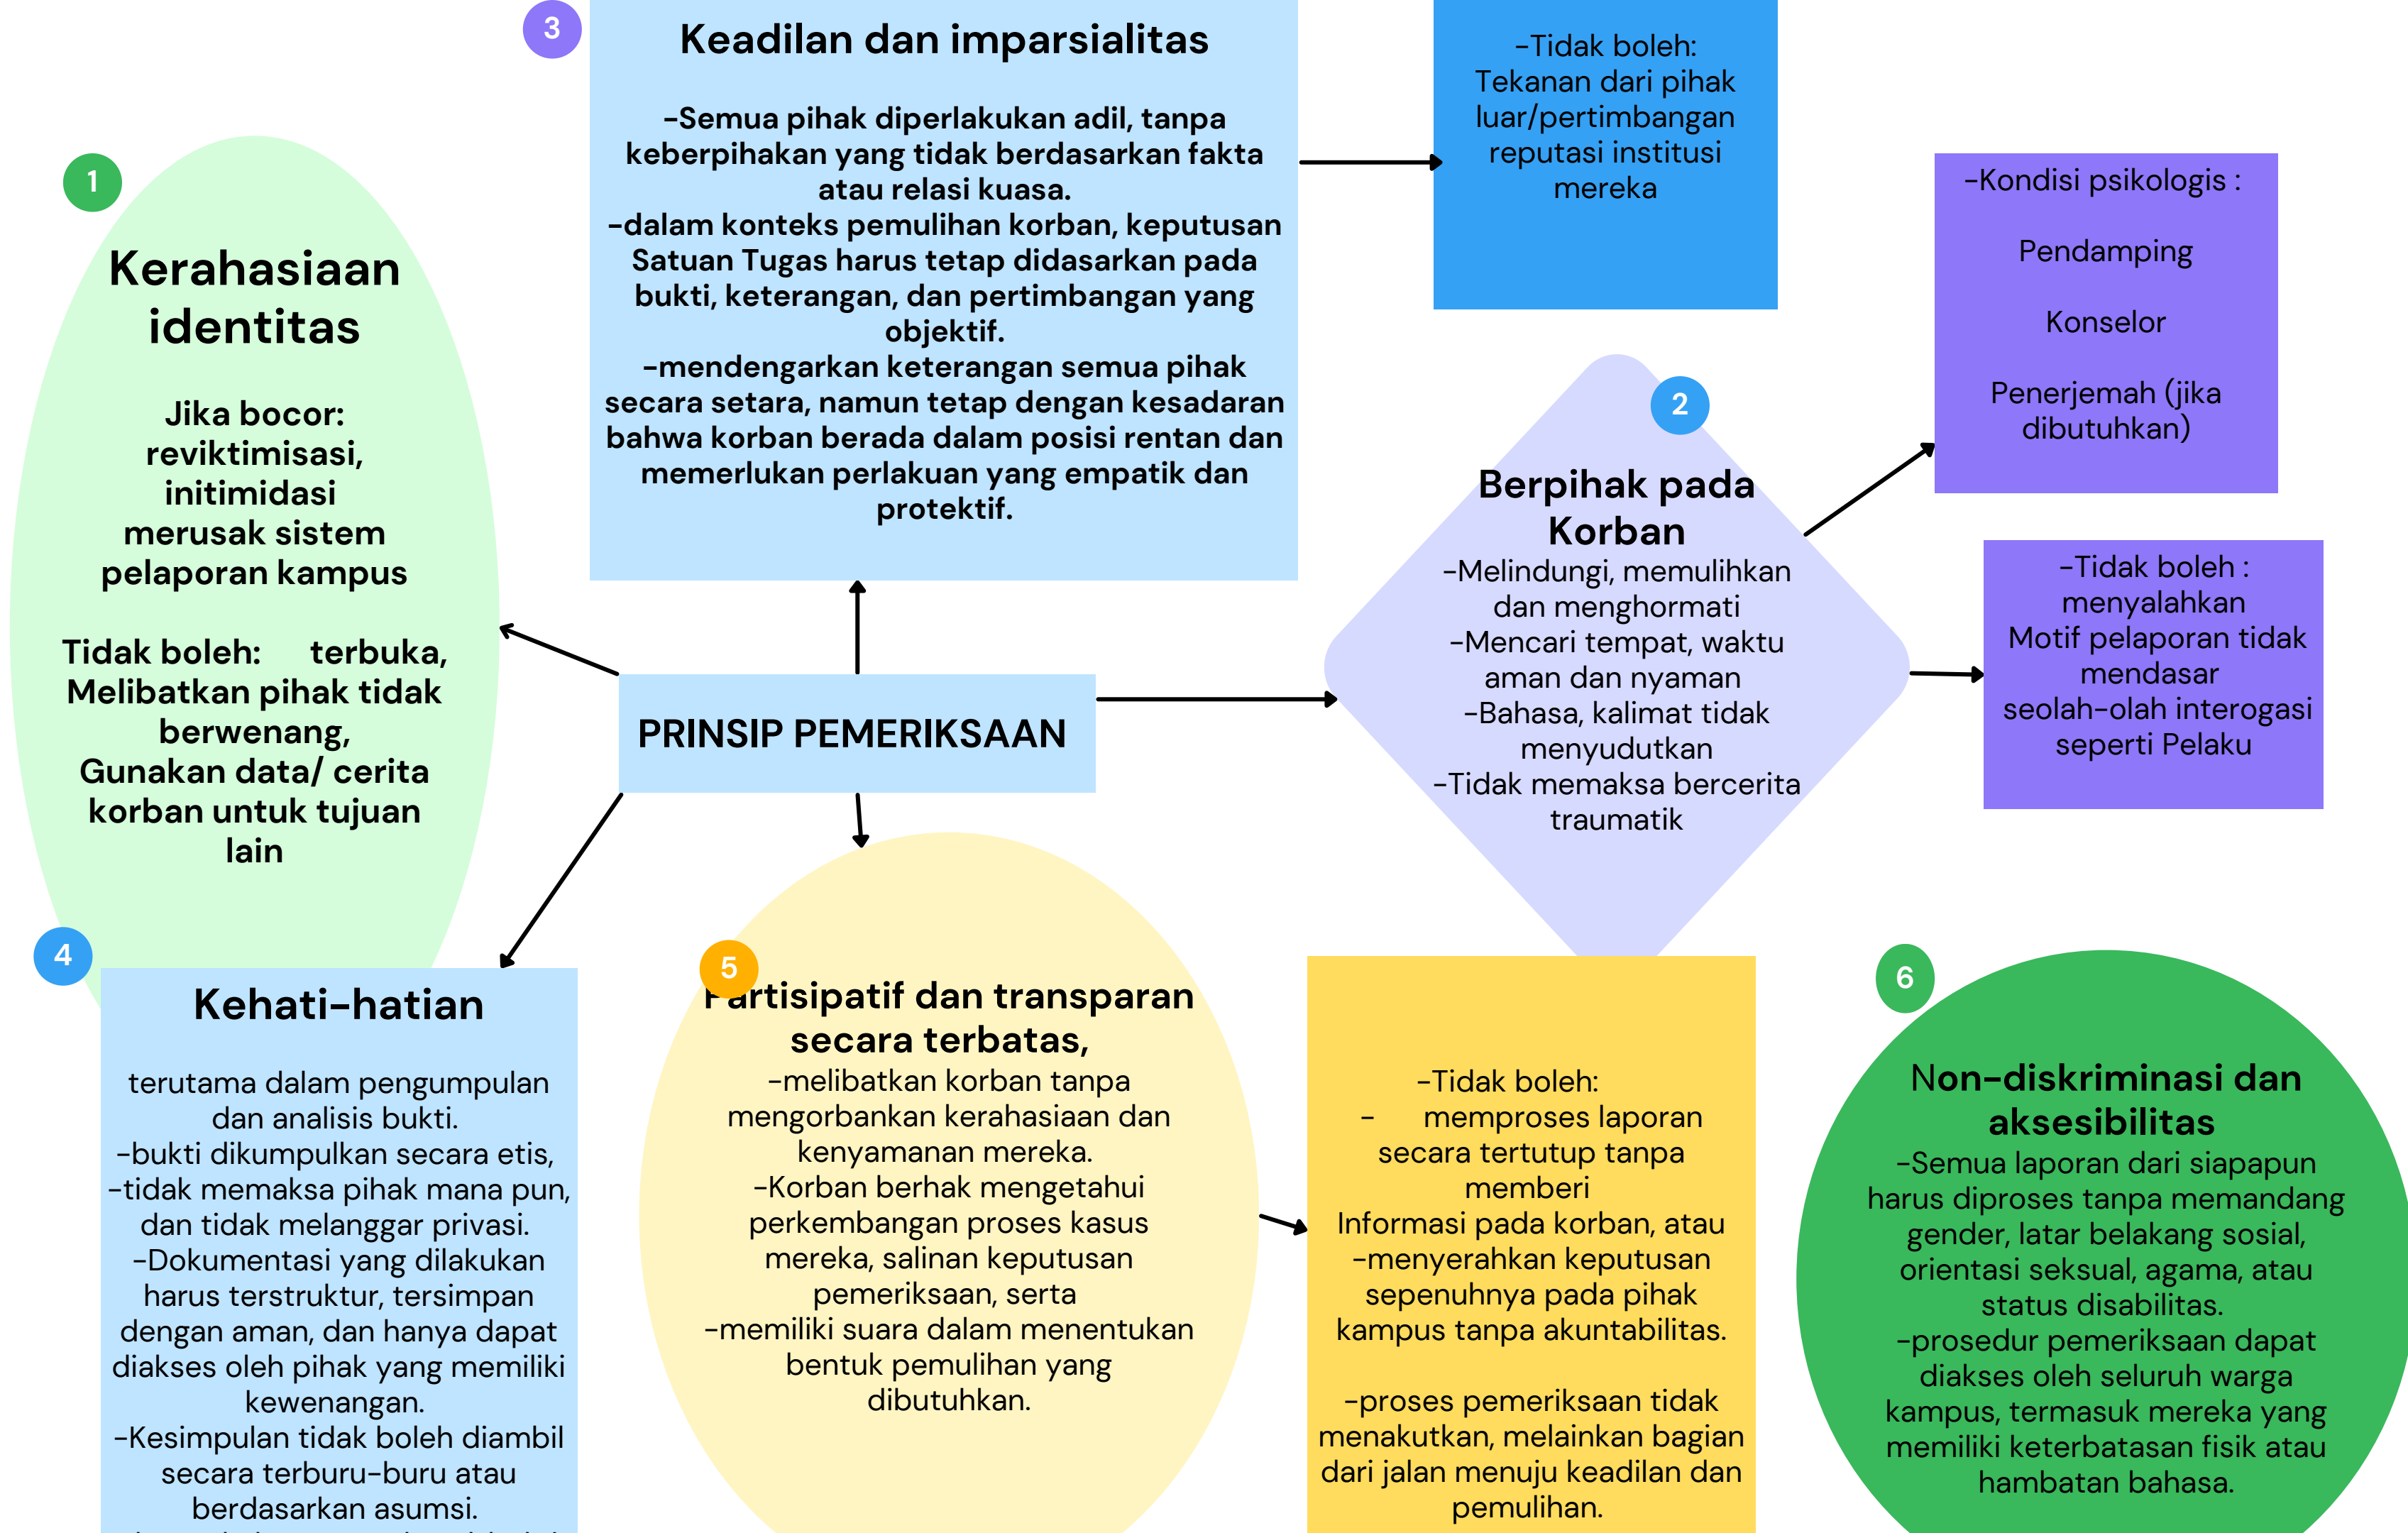 1
Kerahasiaan
identitas
Jika bocor:
reviktimisasi,
initimidasi
merusak sistem
pelaporan kampus
Tidak boleh: terbuka,
Melibatkan pihak tidak
berwenang,
Gunakan data/ cerita
korban untuk tujuan
lain
3
Keadilan dan imparsialitas
-Semua pihak diperlakukan adil, tanpa
keberpihakan yang tidak berdasarkan fakta
atau relasi kuasa.
-dalam konteks pemulihan korban, keputusan
Satuan Tugas harus tetap didasarkan pada
bukti, keterangan, dan pertimbangan yang
objektif.
-mendengarkan keterangan semua pihak
secara setara, namun tetap dengan kesadaran
bahwa korban berada dalam posisi rentan dan
memerlukan perlakuan yang empatik dan
protektif.
-Tidak boleh:
Tekanan dari pihak
luar/pertimbangan
reputasi institusi
mereka
PRINSIP PEMERIKSAAN
2
Berpihak pada
Korban
-Melindungi, memulihkan
dan menghormati
-Mencari tempat, waktu
aman dan nyaman
-Bahasa, kalimat tidak
menyudutkan
-Tidak memaksa bercerita
traumatik
-Kondisi psikologis :
Pendamping
Konselor
Penerjemah (jika
dibutuhkan)
-Tidak boleh :
menyalahkan
Motif pelaporan tidak
mendasar
seolah-olah interogasi
seperti Pelaku
4
Kehati-hatian
terutama dalam pengumpulan
dan analisis bukti.
-bukti dikumpulkan secara etis,
-tidak memaksa pihak mana pun,
dan tidak melanggar privasi.
-Dokumentasi yang dilakukan
harus terstruktur, tersimpan
dengan aman, dan hanya dapat
diakses oleh pihak yang memiliki
kewenangan.
-Kesimpulan tidak boleh diambil
secara terburu-buru atau
berdasarkan asumsi.
5
Partisipatif dan transparan
secara terbatas,
-melibatkan korban tanpa
mengorbankan kerahasiaan dan
kenyamanan mereka.
-Korban berhak mengetahui
perkembangan proses kasus
mereka, salinan keputusan
pemeriksaan, serta
-memiliki suara dalam menentukan
bentuk pemulihan yang
dibutuhkan.
-Tidak boleh:
- memproses laporan
secara tertutup tanpa
memberi
Informasi pada korban, atau
-menyerahkan keputusan
sepenuhnya pada pihak
kampus tanpa akuntabilitas.
-proses pemeriksaan tidak
menakutkan, melainkan bagian
dari jalan menuju keadilan dan
pemulihan.
6
Non-diskriminasi dan
aksesibilitas
-Semua laporan dari siapapun
harus diproses tanpa memandang
gender, latar belakang sosial,
orientasi seksual, agama, atau
status disabilitas.
-prosedur pemeriksaan dapat
diakses oleh seluruh warga
kampus, termasuk mereka yang
memiliki keterbatasan fisik atau
hambatan bahasa.